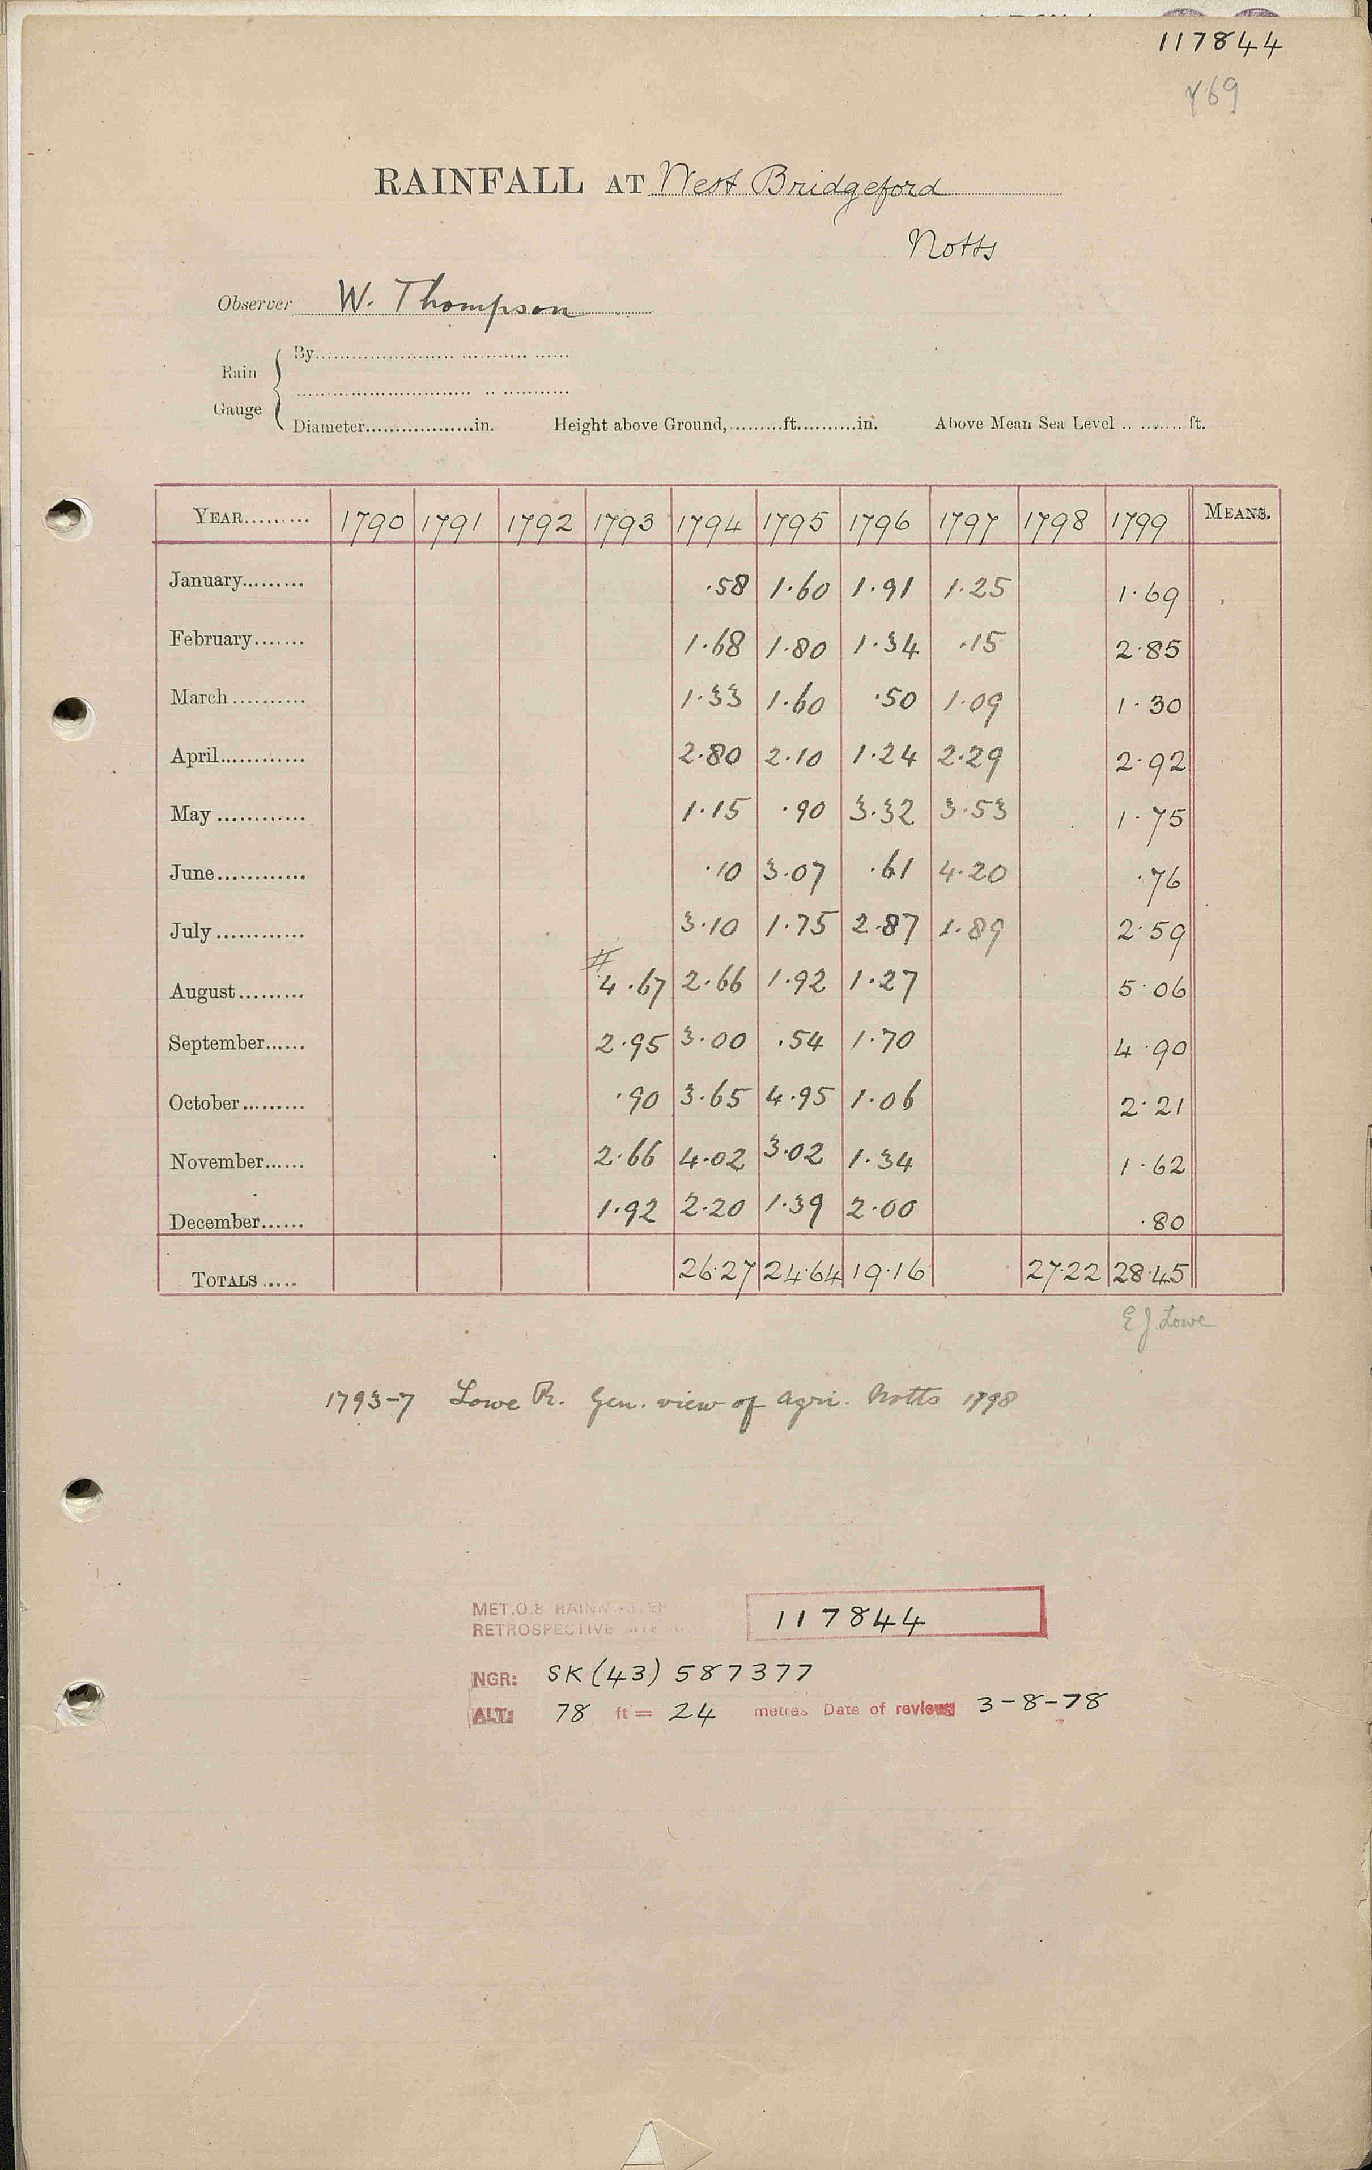 117844
769
RAINFALL AT West Bridgeford
Notts
Observer W. Thompson
Rain Gauge { By
Diameter in. Height above Ground, ft. in. Above Mean Sea Level ft.
YEAR 1790 1791 1792 1793 1794 1795 1796 1797 1798 1799 MEANS.
January .58 1.60 1.91 1.25 1.69
February 1.68 1.80 1.34 .15 2.85
March 1.33 1.60 .50 1.09 1.30
April 2.80 2.10 1.24 2.29 2.92
May 1.15 .90 3.32 3.53 1.75
June .10 3.07 .61 4.20 .76
July 3.10 1.75 2.87 1.89 2.59
August #4.67 2.66 1.92 1.27 5.06
September 2.95 3.00 .54 1.70 4.90
October .90 3.65 4.95 1.06 2.21
November 2.66 4.02 3.02 1.34 1.62
December 1.92 2.20 1.39 2.00 .80
TOTALS 26.27 24.64 19.16 27.22 28.45
E J. Lowe
1793-7 Lowe R. Gen. view of Agri. Notts 1798
MET.O.8
RETROSPECTIVE
117844
NGR: SK (43) 587377
ALT: 78 ft = 24 metres Date of review 3-8-78